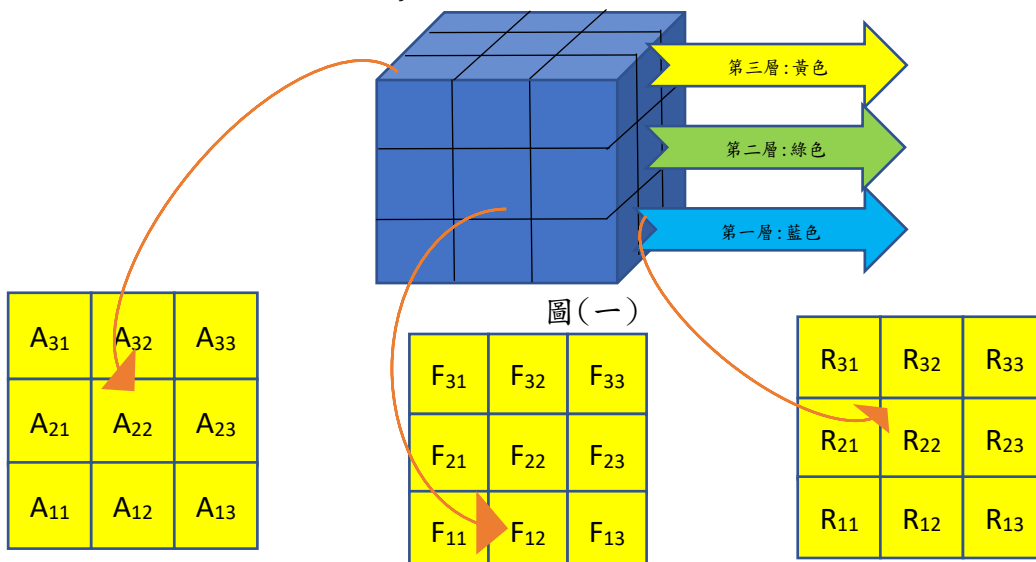 第三層:黃色
第二層:綠色
第一層:藍色
圖(一)
A31 A32 A33
A21 A22 A23
A11 A12 A13
F31 F32 F33
F21 F22 F23
F11 F12 F13
R31 R32 R33
R21 R22 R23
R11 R12 R13